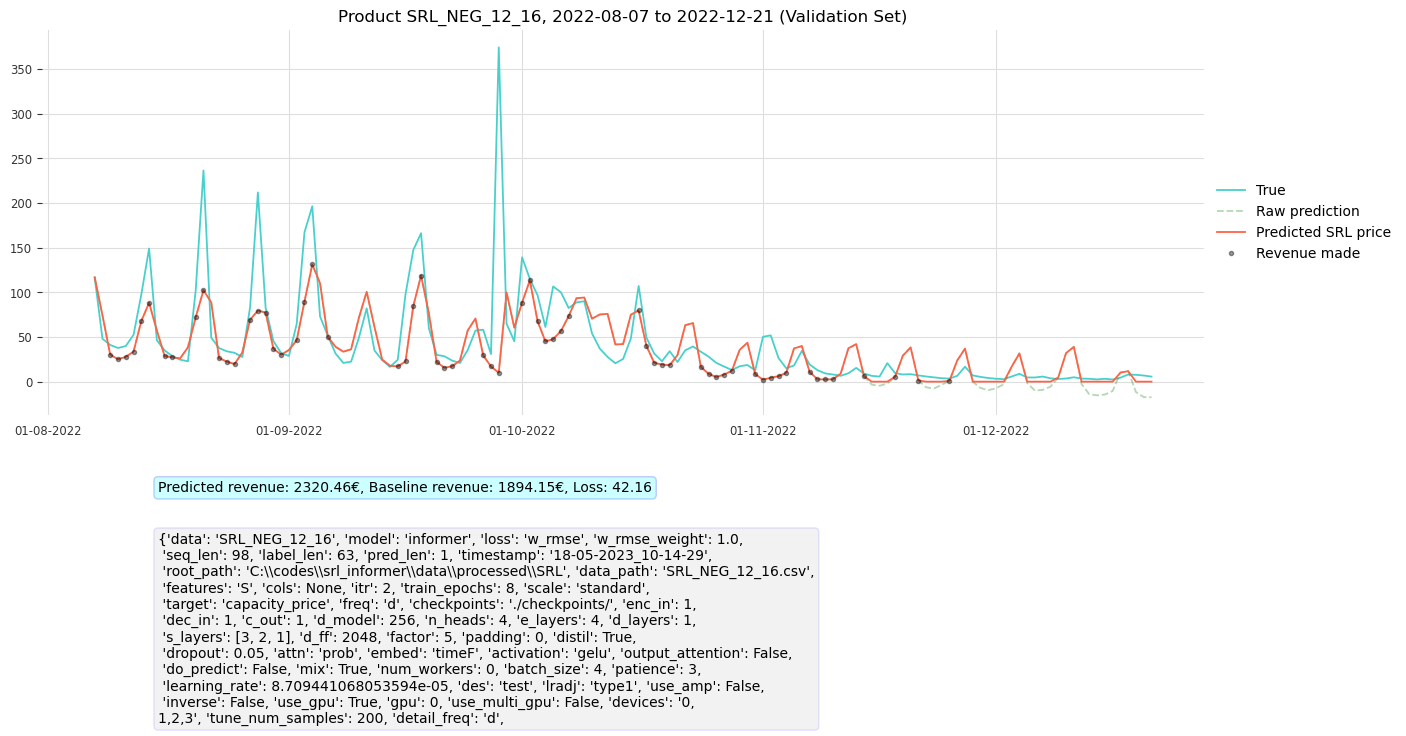 Product SRL_NEG_12_16, 2022-08-07 to 2022-12-21 (Validation Set)
350
300
250
200
150
100
50
0
01-08-2022
01-09-2022
01-10-2022
01-11-2022
01-12-2022
True
Raw prediction
Predicted SRL price
Revenue made
Predicted revenue: 2320.46€, Baseline revenue: 1894.15€, Loss: 42.16
{'data': 'SRL_NEG_12_16', 'model': 'informer', 'loss': 'w_rmse', 'w_rmse_weight': 1.0,
'seq_len': 98, 'label_len': 63, 'pred_len': 1, 'timestamp': '18-05-2023_10-14-29',
'root_path': 'C:\\codes\\srl_informer\\data\\processed\\SRL', 'data_path': 'SRL_NEG_12_16.csv',
'features': 'S', 'cols': None, 'itr': 2, 'train_epochs': 8, 'scale': 'standard',
'target': 'capacity_price', 'freq': 'd', 'checkpoints': './checkpoints/', 'enc_in': 1,
'dec_in': 1, 'c_out': 1, 'd_model': 256, 'n_heads': 4, 'e_layers': 4, 'd_layers': 1,
's_layers': [3, 2, 1], 'd_ff': 2048, 'factor': 5, 'padding': 0, 'distil': True,
'dropout': 0.05, 'attn': 'prob', 'embed': 'timeF', 'activation': 'gelu', 'output_attention': False,
'do_predict': False, 'mix': True, 'num_workers': 0, 'batch_size': 4, 'patience': 3,
'learning_rate': 8.709441068053594e-05, 'des': 'test', 'lradj': 'type1', 'use_amp': False,
'inverse': False, 'use_gpu': True, 'gpu': 0, 'use_multi_gpu': False, 'devices': '0,
1,2,3', 'tune_num_samples': 200, 'detail_freq': 'd',